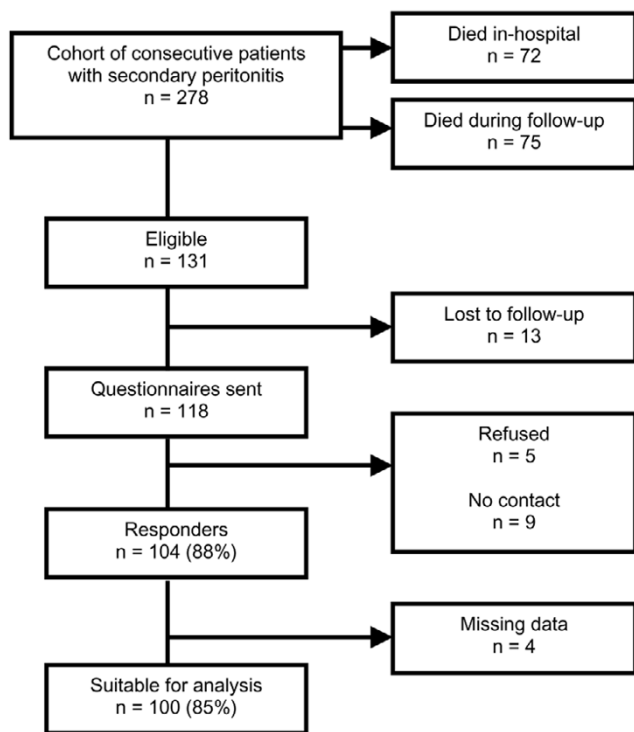 Cohort of consecutive patients
with secondary peritonitis
n = 278
Died in-hospital
n = 72
Died during follow-up
n = 75
Eligible
n = 131
Lost to follow-up
n = 13
Questionnaires sent
n = 118
Refused
n = 5
No contact
n = 9
Responders
n = 104 (88%)
Missing data
n = 4
Suitable for analysis
n = 100 (85%)